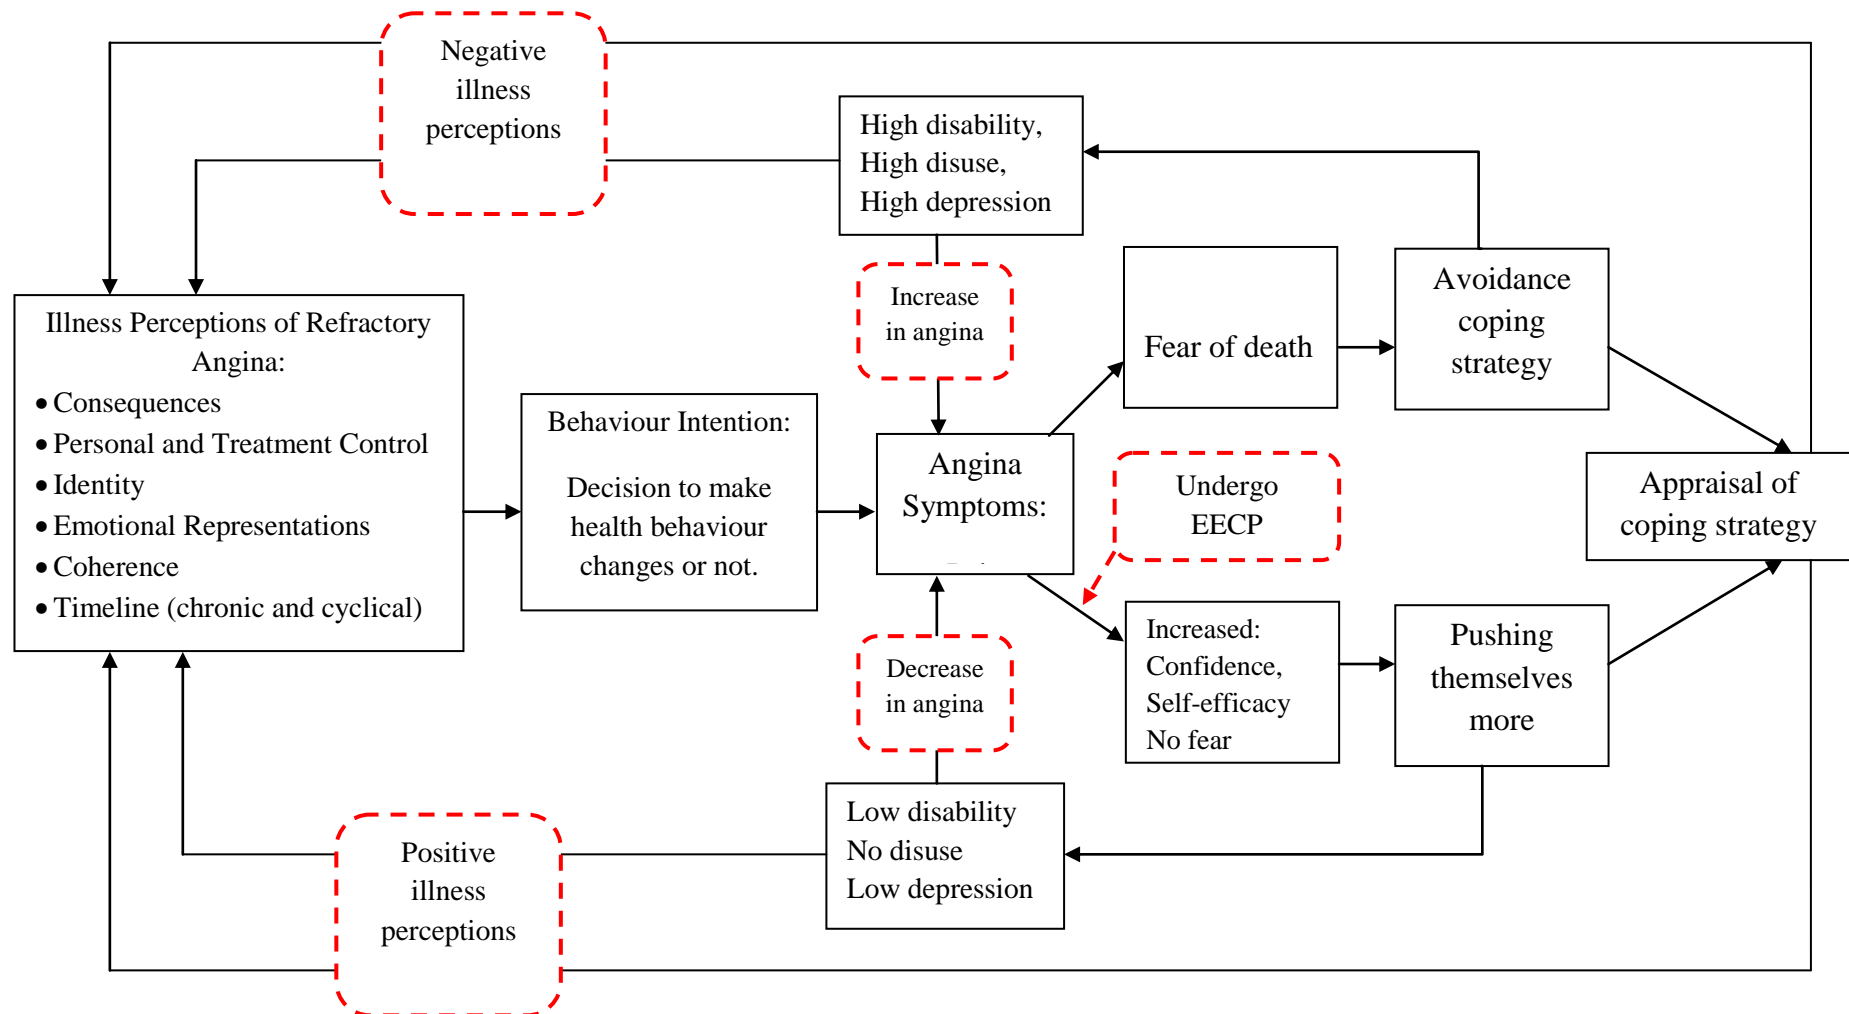 Negative
illness
perceptions
High disability,
High disuse,
High depression
Increase
in angina
Fear of death
Avoidance
coping
strategy
Illness Perceptions of Refractory
Angina:
• Consequences
• Personal and Treatment Control
• Identity
• Emotional Representations
• Coherence
• Timeline (chronic and cyclical)
Behaviour Intention:
Decision to make
health behaviour
changes or not.
Angina
Symptoms:
Undergo
EECP
Appraisal of
coping strategy
Increased:
Confidence,
Self-efficacy
No fear
Pushing
themselves
more
Decrease
in angina
Low disability
No disuse
Low depression
Positive
illness
perceptions